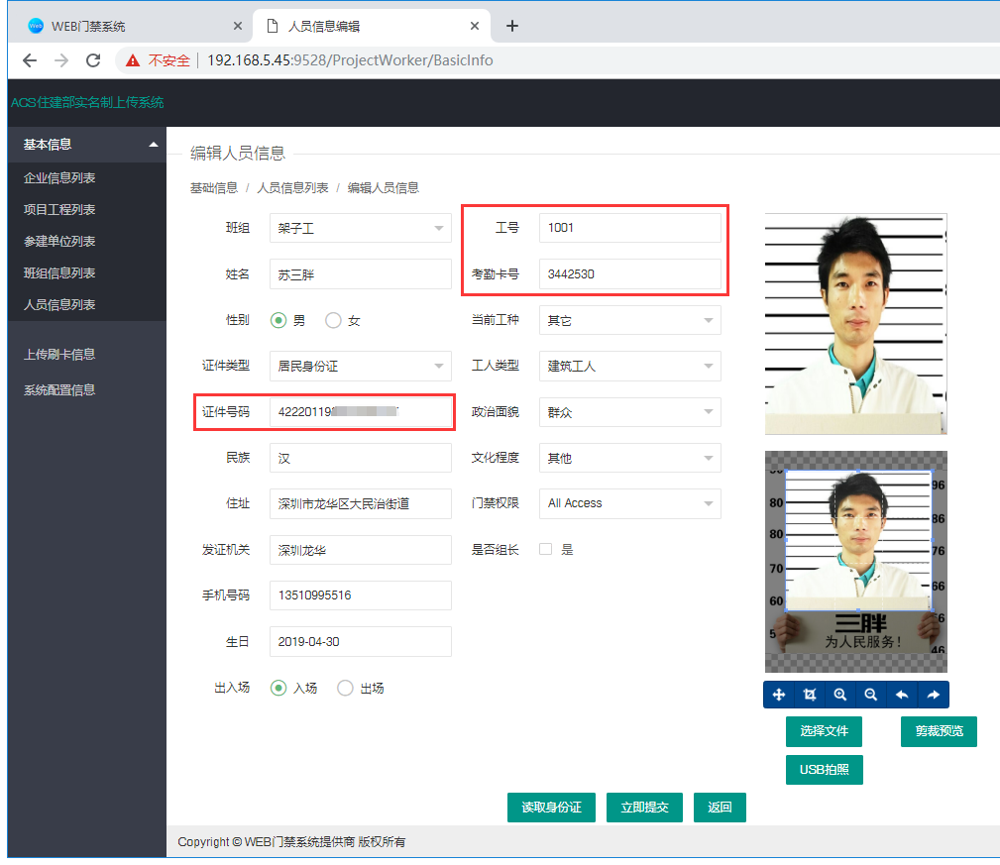 WEB门禁系统
人员信息编辑
不安全 192.168.5.45:9528/ProjectWorker/BasicInfo
ACS住建部实名制上传系统
基本信息
企业信息列表
项目工程列表
参建单位列表
班组信息列表
人员信息列表
上传刷卡信息
系统配置信息
编辑人员信息
基础信息 / 人员信息列表 / 编辑人员信息
班组 架子工 工号 1001
姓名 苏三胖 考勤卡号 3442530
性别 男 女 当前工种 其它
证件类型 居民身份证 工人类型 建筑工人
证件号码 42220119 政治面貌 群众
民族 汉 文化程度 其他
住址 深圳市龙华区大民治街道 门禁权限 All Access
发证机关 深圳龙华 是否组长 是
手机号码 13510995516
生日 2019-04-30
出入场 入场 出场
96
80 86
80 76
70 66
60
三胖
为人民服务!
46
选择文件 剪裁预览
USB拍照
读取身份证 立即提交 返回
Copyright © WEB门禁系统提供商 版权所有